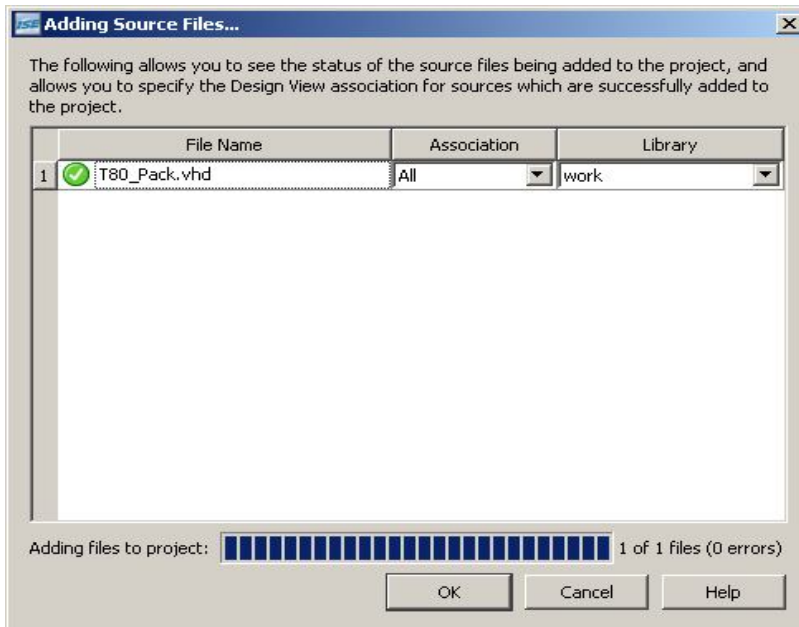 ISE Adding Source Files...
The following allows you to see the status of the source files being added to the project, and
allows you to specify the Design View association for sources which are successfully added to
the project.
File Name Association Library
1 T80_Pack.vhd All work
Adding files to project: 1 of 1 files (0 errors)
OK Cancel Help